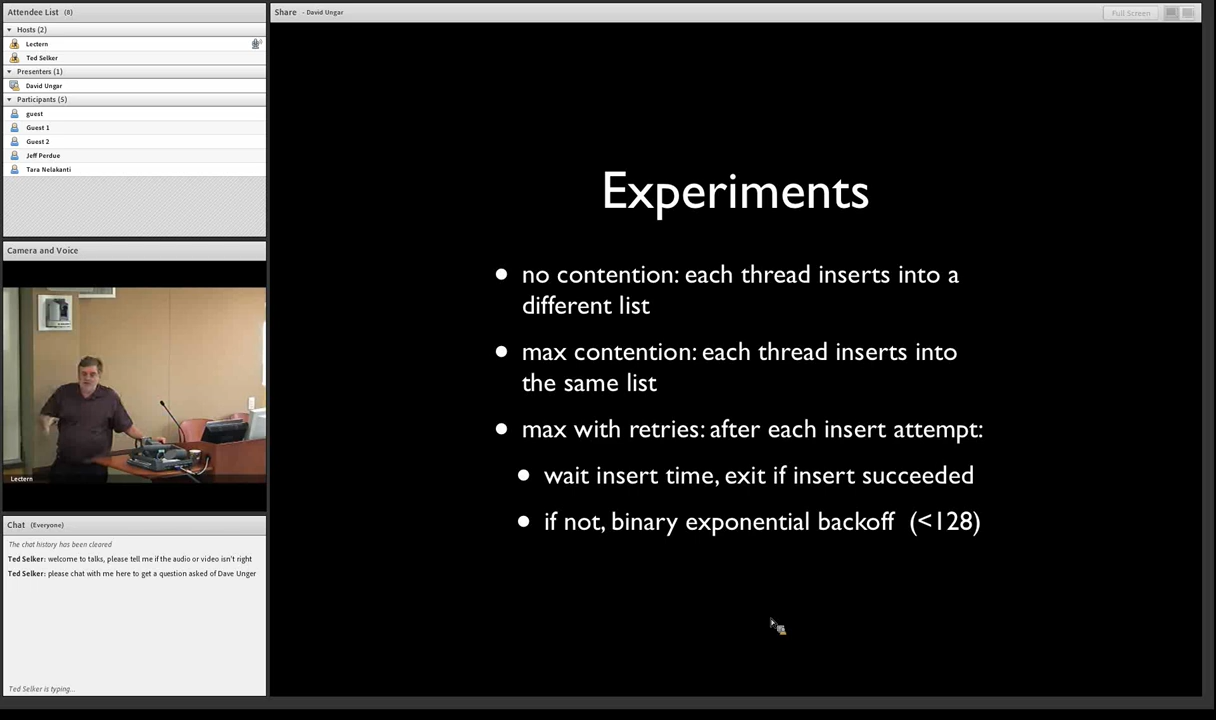 Attendee List (8)
Hosts (2)
Lectern
Ted Selker
Presenters (1)
David Ungar
Participants (5)
guest
Guest 1
Guest 2
Jeff Perdue
Tara Nelakanti
Camera and Voice
Lectern
Chat (Everyone)
The chat history has been cleared
Ted Selker: welcome to talks, please tell me if the audio or video isn't right
Ted Selker: please chat with me here to get a question asked of Dave Unger
Ted Selker is typing...
Share - David Ungar
Full Screen
Experiments
• no contention: each thread inserts into a
different list
• max contention: each thread inserts into
the same list
• max with retries: after each insert attempt:
• wait insert time, exit if insert succeeded
• if not, binary exponential backoff (<128)